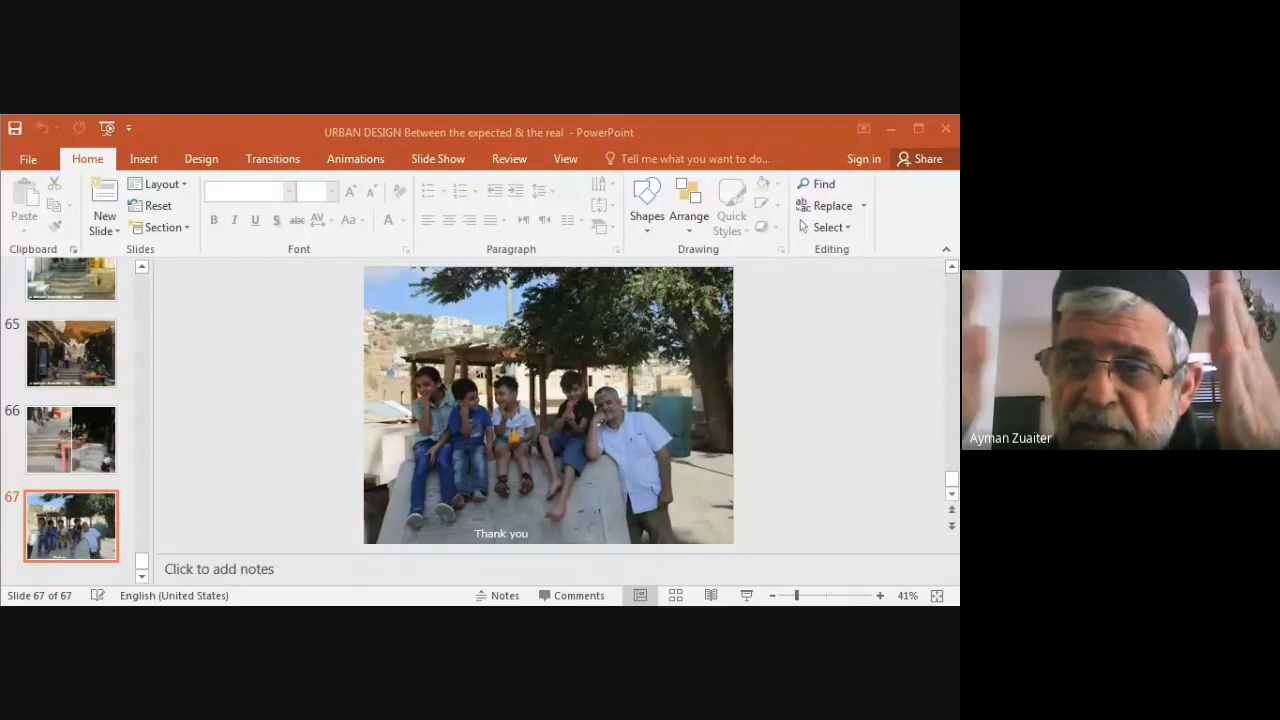 URBAN DESIGN Between the expected & the real - PowerPoint
File Home Insert Design Transitions Animations Slide Show Review View Tell me what you want to do... Sign in Share
Paste
New
Slide
Layout
Reset
Section
B I U S abc AV Aa A
Shapes
Arrange
Quick
Styles
Find
Replace
Select
Clipboard Slides Font Paragraph Drawing Editing
65
66
67
Thank you
Click to add notes
Slide 67 of 67 English (United States) Notes Comments 41%
Ayman Zuaiter